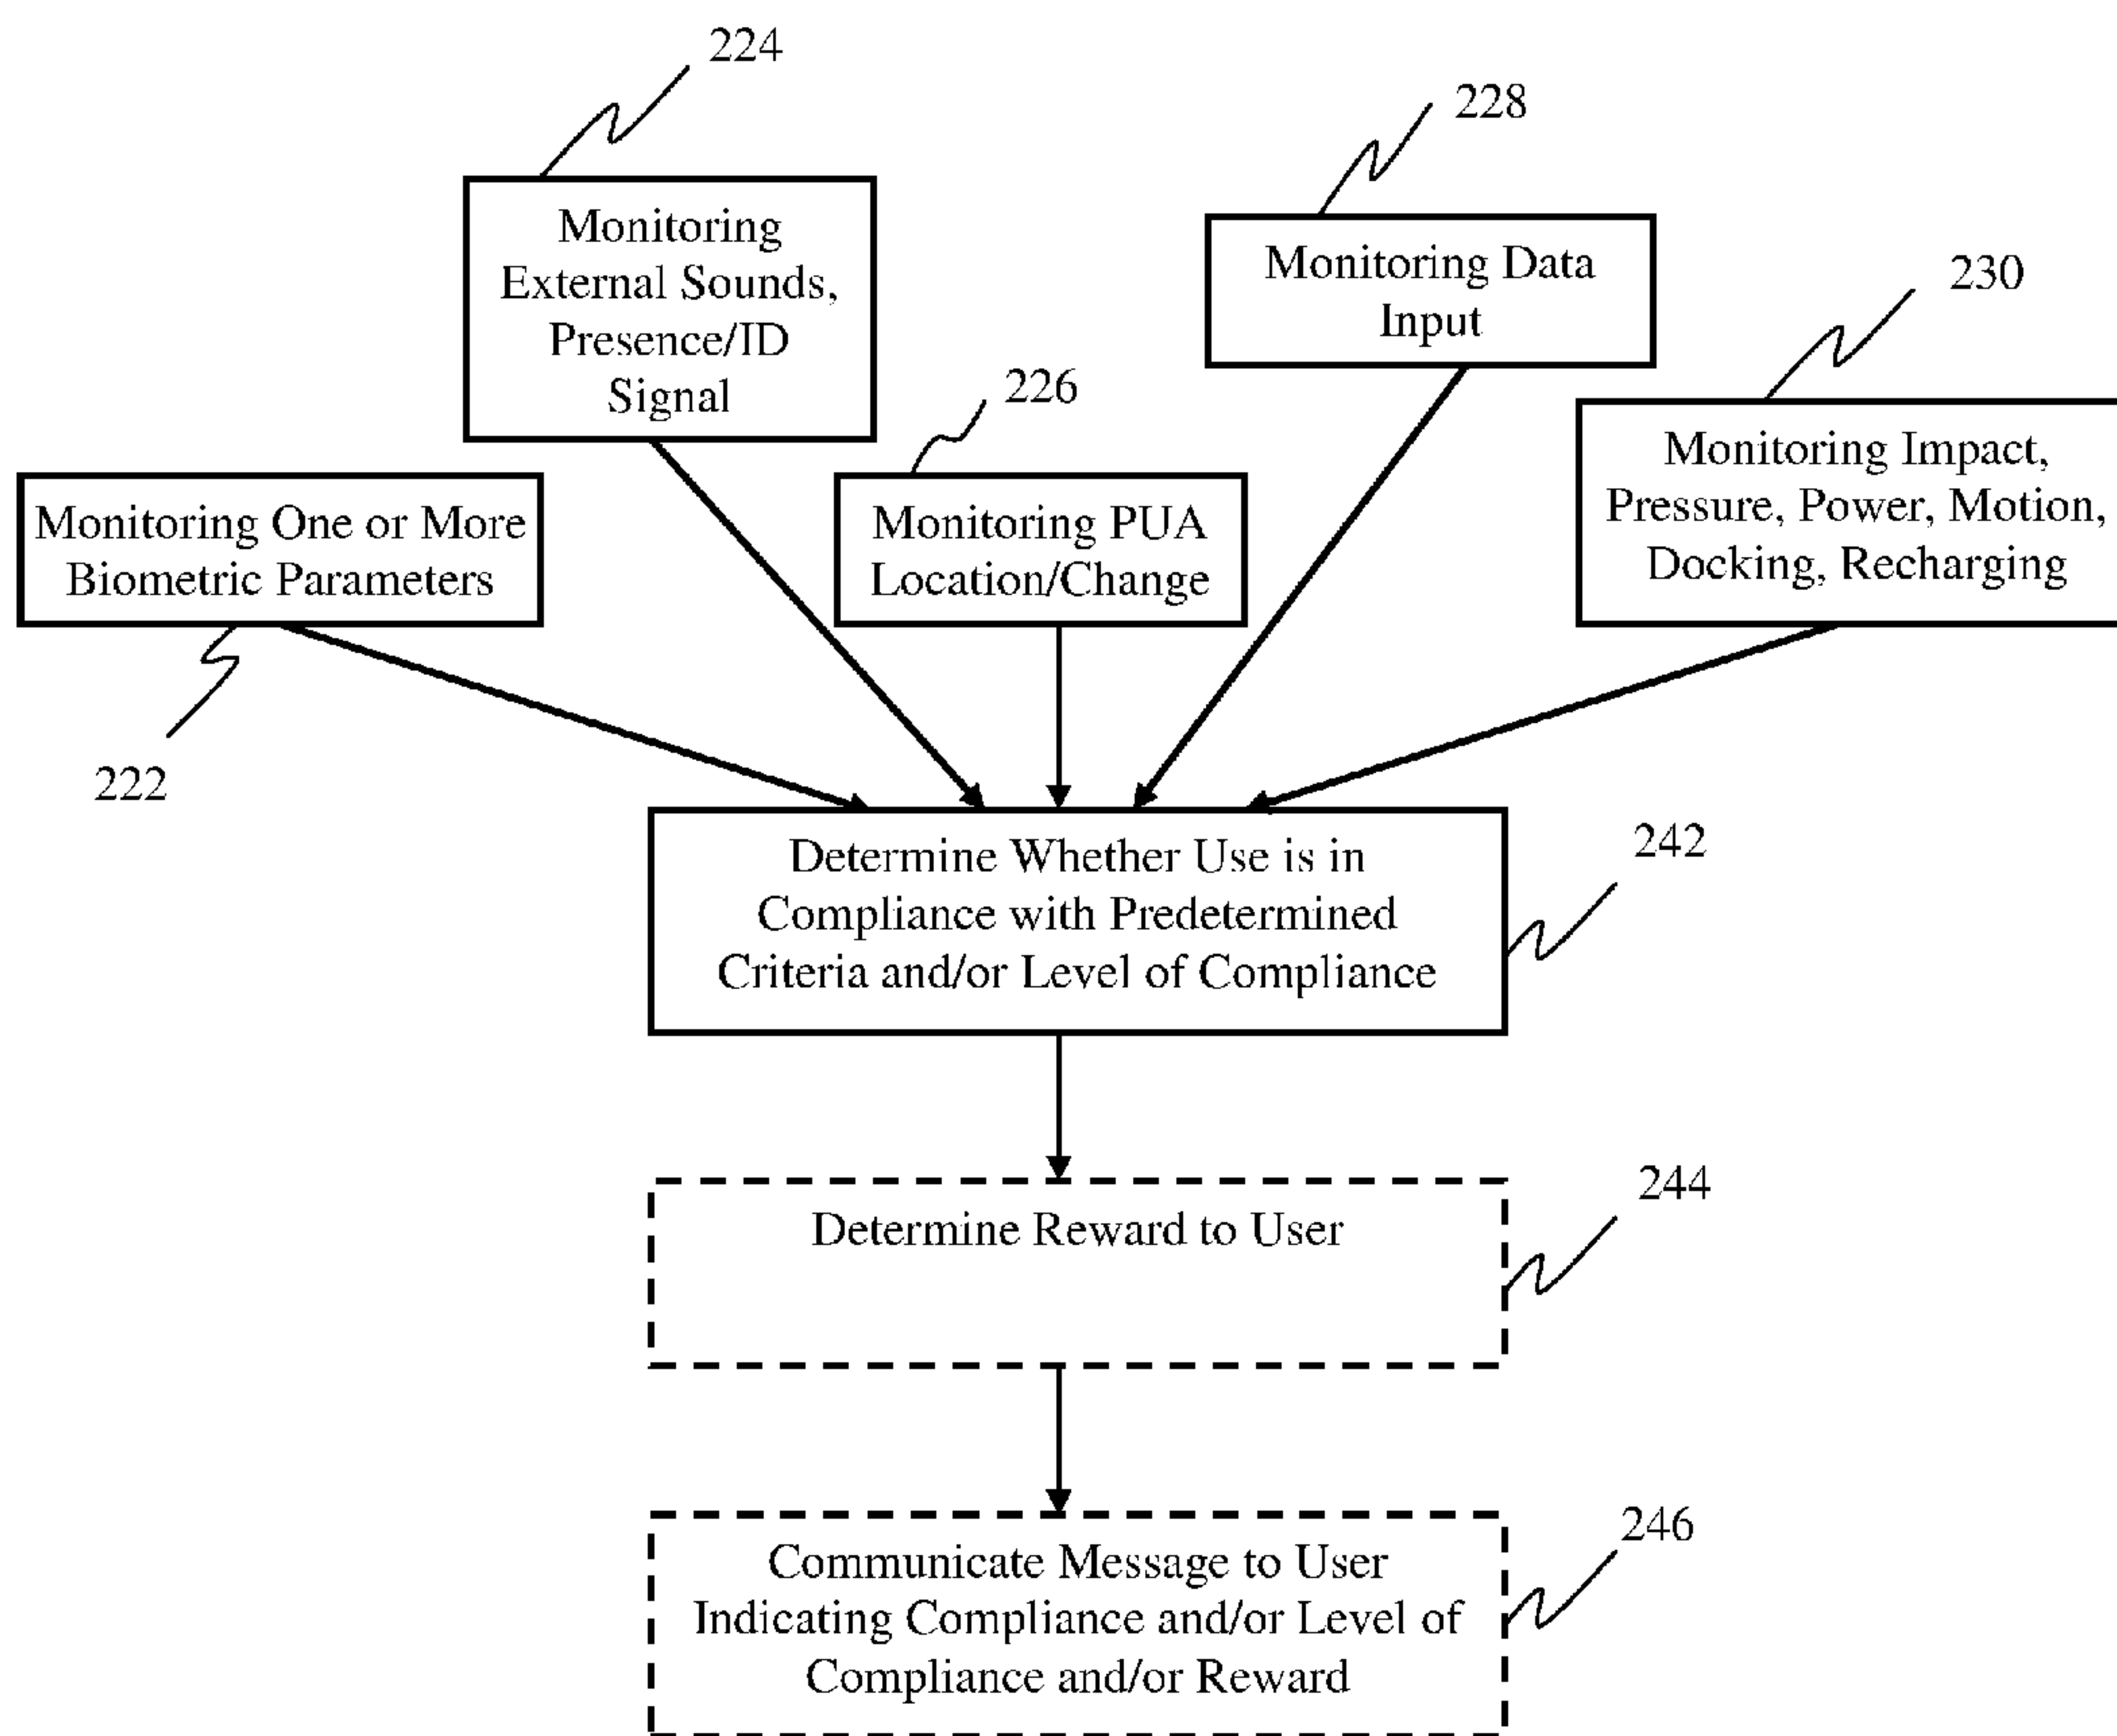 224
Monitoring
External Sounds,
Presence/ID
Signal
228
Monitoring Data
Input
230
Monitoring Impact,
Pressure, Power, Motion,
Docking, Recharging
226
Monitoring PUA
Location/Change
Monitoring One or More
Biometric Parameters
222
Determine Whether Use is in
Compliance with Predetermined
Criteria and/or Level of Compliance
242
Determine Reward to User
244
Communicate Message to User
Indicating Compliance and/or Level of
Compliance and/or Reward
246